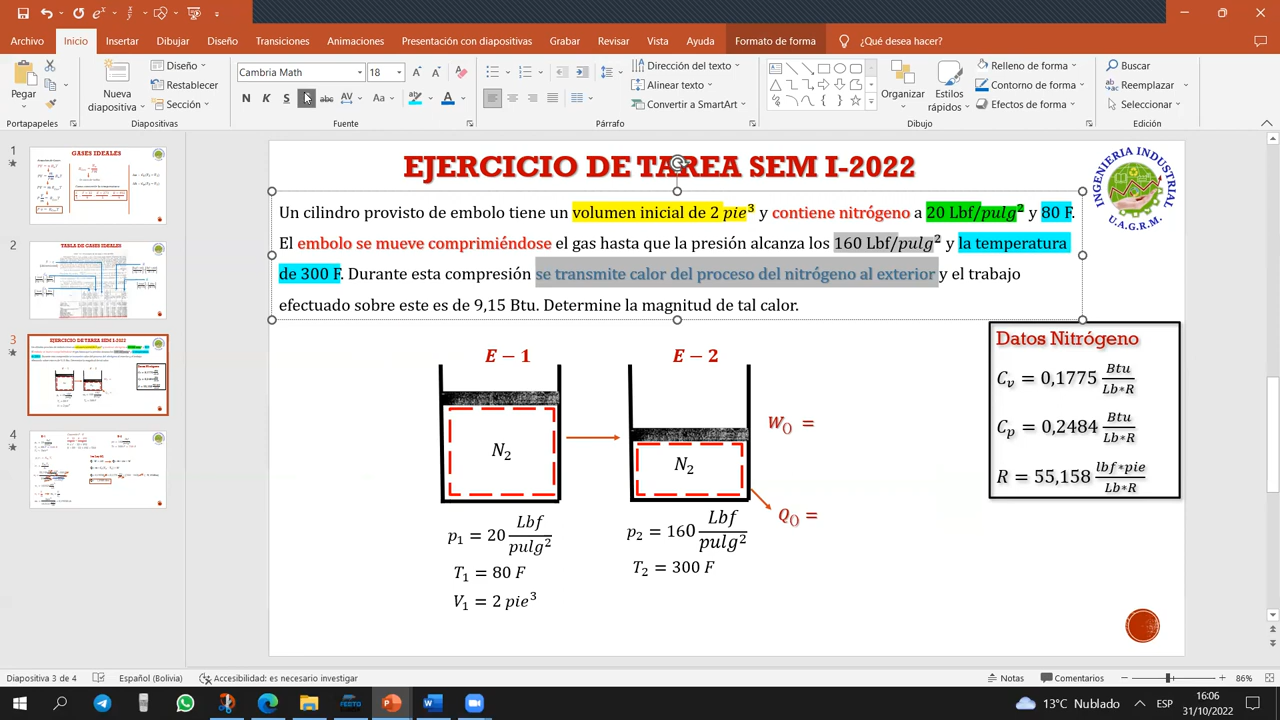 Archivo Inicio Insertar Dibujar Diseño Transiciones Animaciones Presentación con diapositivas Grabar Revisar Vista Ayuda Formato de forma ¿Qué desea hacer?
Pegar
Nueva diapositiva
Diseño
Restablecer
Sección
Cambria Math 18
N K S abc AV Aa A
Dirección del texto
Alinear texto
Convertir a SmartArt
Organizar
Estilos rápidos
Relleno de forma
Contorno de forma
Efectos de forma
Buscar
Reemplazar
Seleccionar
Portapapeles Diapositivas Fuente Párrafo Dibujo Edición
1
GASES IDEALES
2
TABLA DE GASES IDEALES
3
EJERCICIO DE TAREA SEM I-2022
4
EJERCICIO DE TAREA SEM I-2022
INGENIERIA INDUSTRIAL
U.A.G.R.M.
Un cilindro provisto de embolo tiene un volumen inicial de 2 pie³ y contiene nitrógeno a 20 Lbf/pulg² y 80 F.
El embolo se mueve comprimiéndose el gas hasta que la presión alcanza los 160 Lbf/pulg² y la temperatura
de 300 F. Durante esta compresión se transmite calor del proceso del nitrógeno al exterior y el trabajo
efectuado sobre este es de 9,15 Btu. Determine la magnitud de tal calor.
E − 1
E − 2
N₂
N₂
W₍₎ =
Q₍₎ =
p₁ = 20 Lbf/pulg²
T₁ = 80 F
V₁ = 2 pie³
p₂ = 160 Lbf/pulg²
T₂ = 300 F
Datos Nitrógeno
Cᵥ = 0,1775 Btu/Lb∗R
Cₚ = 0,2484 Btu/Lb∗R
R = 55,158 lbf∗pie/Lb∗R
Diapositiva 3 de 4 Español (Bolivia) Accesibilidad: es necesario investigar Notas Comentarios 86%
FESTO
13°C Nublado ESP 16:06
31/10/2022